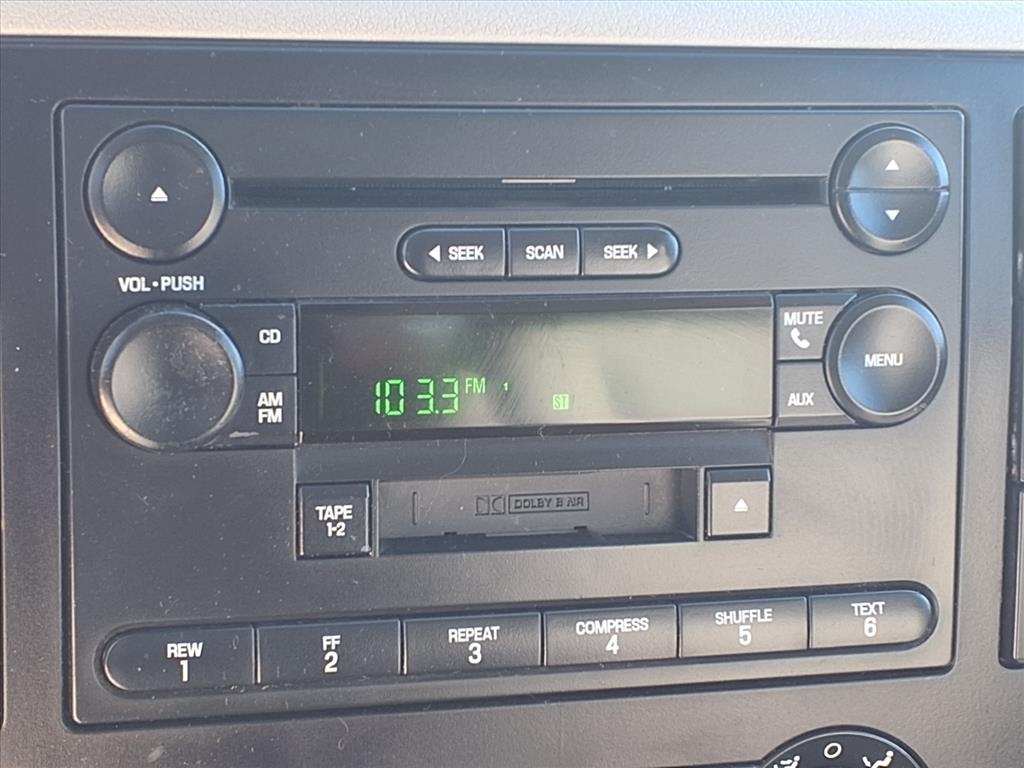 SEEK SCAN SEEK
VOL•PUSH
CD
AM
FM
103.3 FM 1
ST
MUTE
MENU
AUX
TAPE
1-2
DOLBY B NR
REW
1
FF
2
REPEAT
3
COMPRESS
4
SHUFFLE
5
TEXT
6